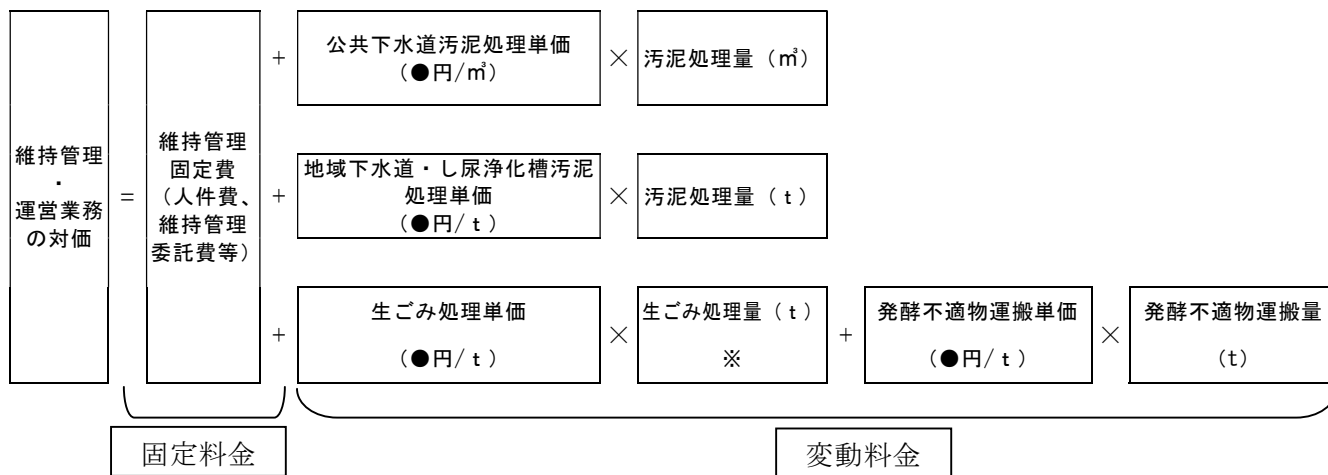 維持管理
・
運営業務
の対価
=
維持管理
固定費
(人件費、
維持管理
委託費等)
+
公共下水道汚泥処理単価
(●円/㎥)
×
汚泥処理量(㎥)
+
地域下水道・し尿浄化槽汚泥
処理単価
(●円/ｔ)
×
汚泥処理量(ｔ)
+
生ごみ処理単価
(●円/ｔ)
×
生ごみ処理量(ｔ)
※
+
発酵不適物運搬単価
(●円/ｔ)
×
発酵不適物運搬量
(t)
固定料金
変動料金